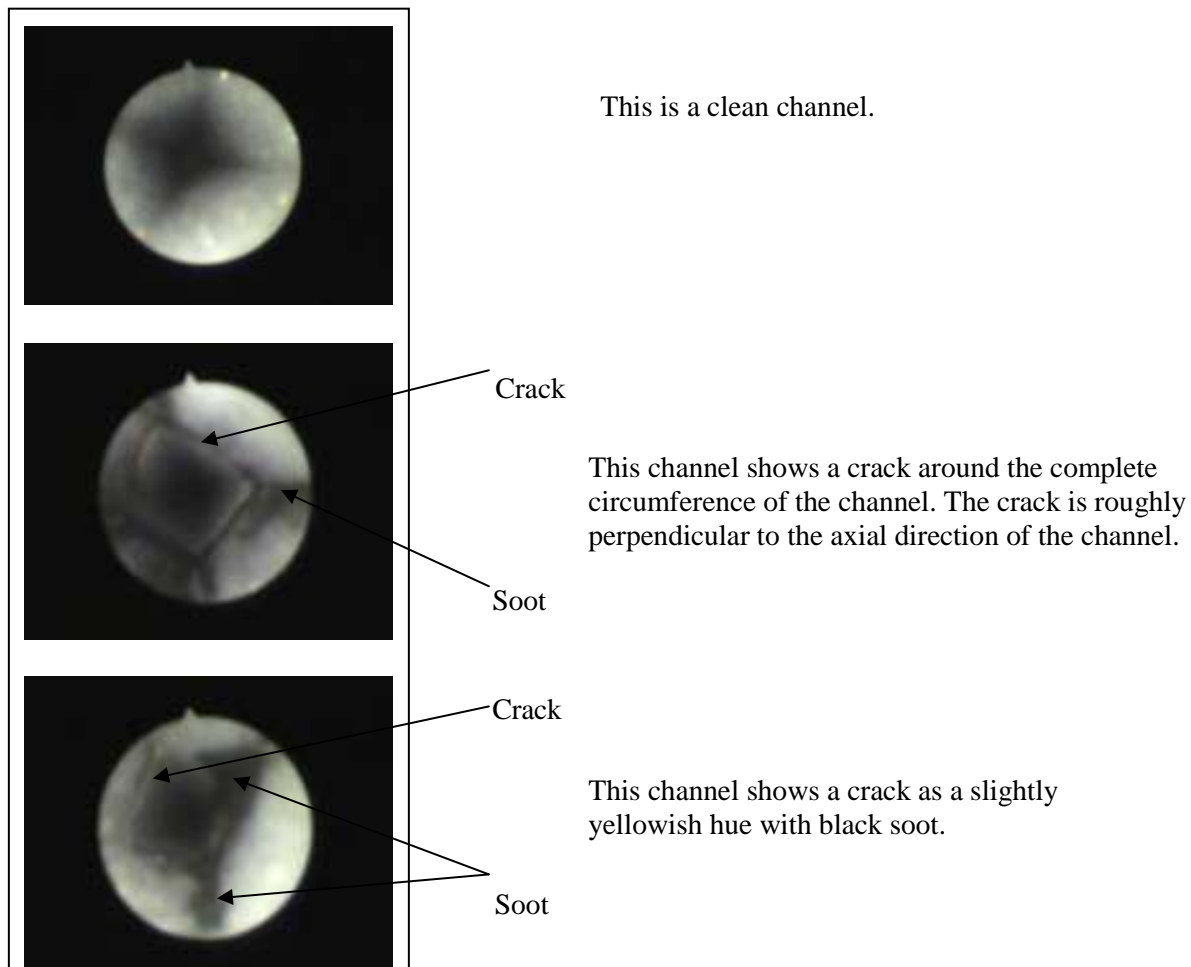 This is a clean channel.
Crack
This channel shows a crack around the complete
circumference of the channel. The crack is roughly
perpendicular to the axial direction of the channel.
Soot
Crack
This channel shows a crack as a slightly
yellowish hue with black soot.
Soot